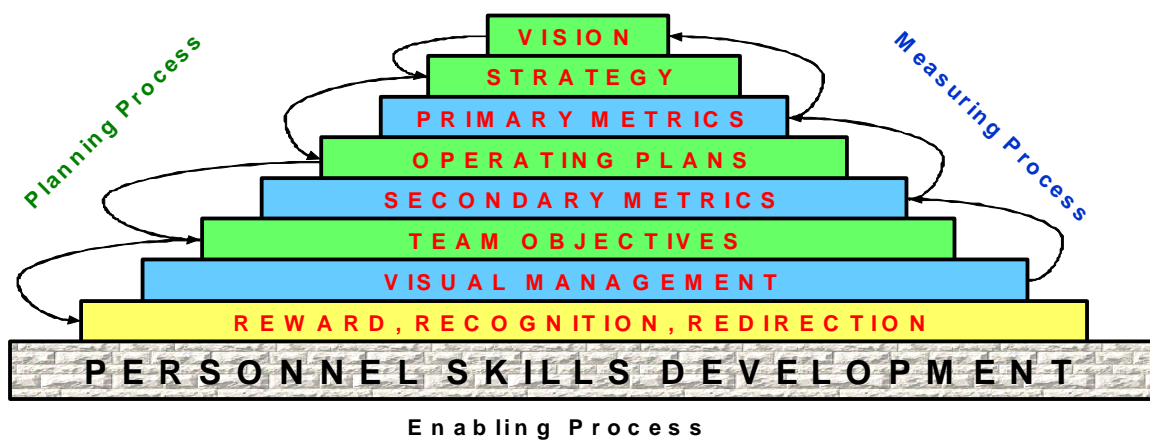 VISION
STRATEGY
PRIMARY METRICS
OPERATING PLANS
SECONDARY METRICS
TEAM OBJECTIVES
VISUAL MANAGEMENT
REWARD, RECOGNITION, REDIRECTION
PERSONNEL SKILLS DEVELOPMENT
Enabling Process
Planning Process
Measuring Process